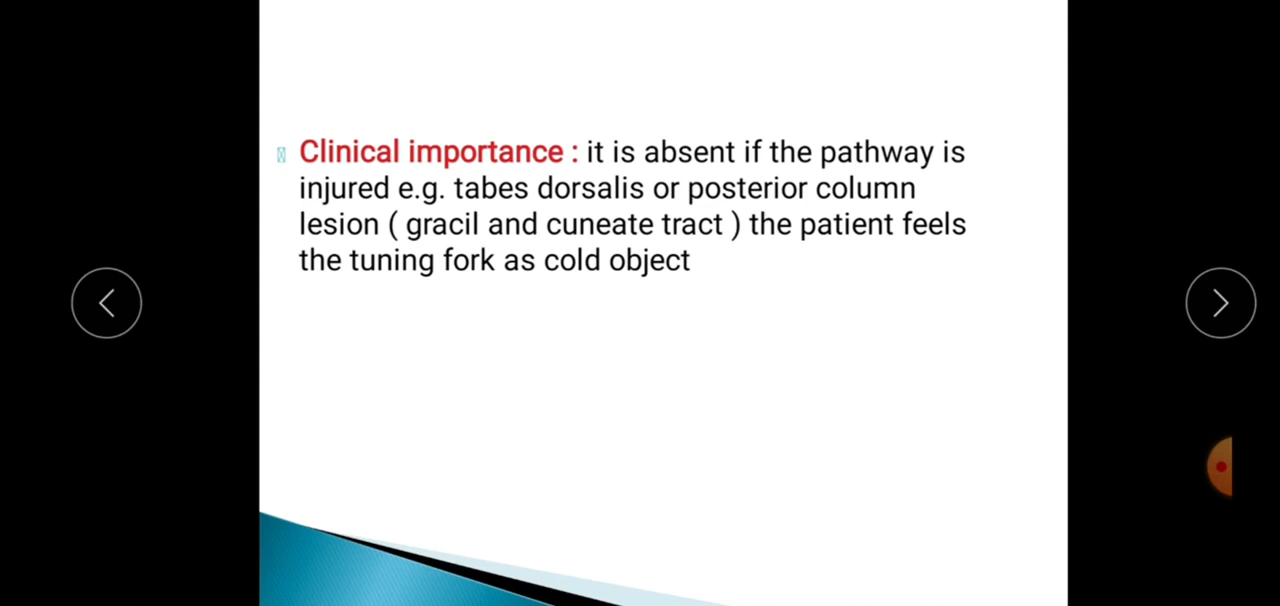 Clinical importance : it is absent if the pathway is
injured e.g. tabes dorsalis or posterior column
lesion ( gracil and cuneate tract ) the patient feels
the tuning fork as cold object